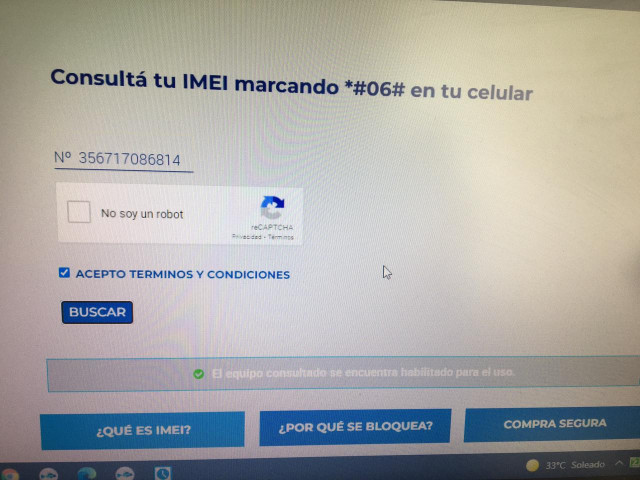 Consultá tu IMEI marcando *#06# en tu celular
Nº 356717086814
No soy un robot
reCAPTCHA
Privacidad - Términos
ACEPTO TERMINOS Y CONDICIONES
BUSCAR
El equipo consultado se encuentra habilitado para el uso.
¿QUÉ ES IMEI?
¿POR QUÉ SE BLOQUEA?
COMPRA SEGURA
33°C Soleado